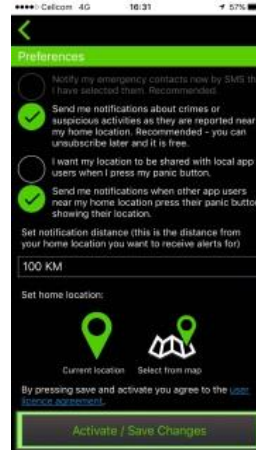 Cellcom 4G 16:31 57%
Preferences
Notify my emergency contacts now by SMS th
I have selected them. Recommended.
Send me notifications about crimes or
suspicious activities as they are reported near
my home location. Recommended - you can
unsubscribe later and it is free.
I want my location to be shared with local app
users when I press my panic button.
Send me notifications when other app users
near my home location press their panic button
showing their location.
Set notification distance (this is the distance from
your home location you want to receive alerts for)
100 KM
Set home location:
Current location Select from map
By pressing save and activate you agree to the user
licence agreement.
Activate / Save Changes